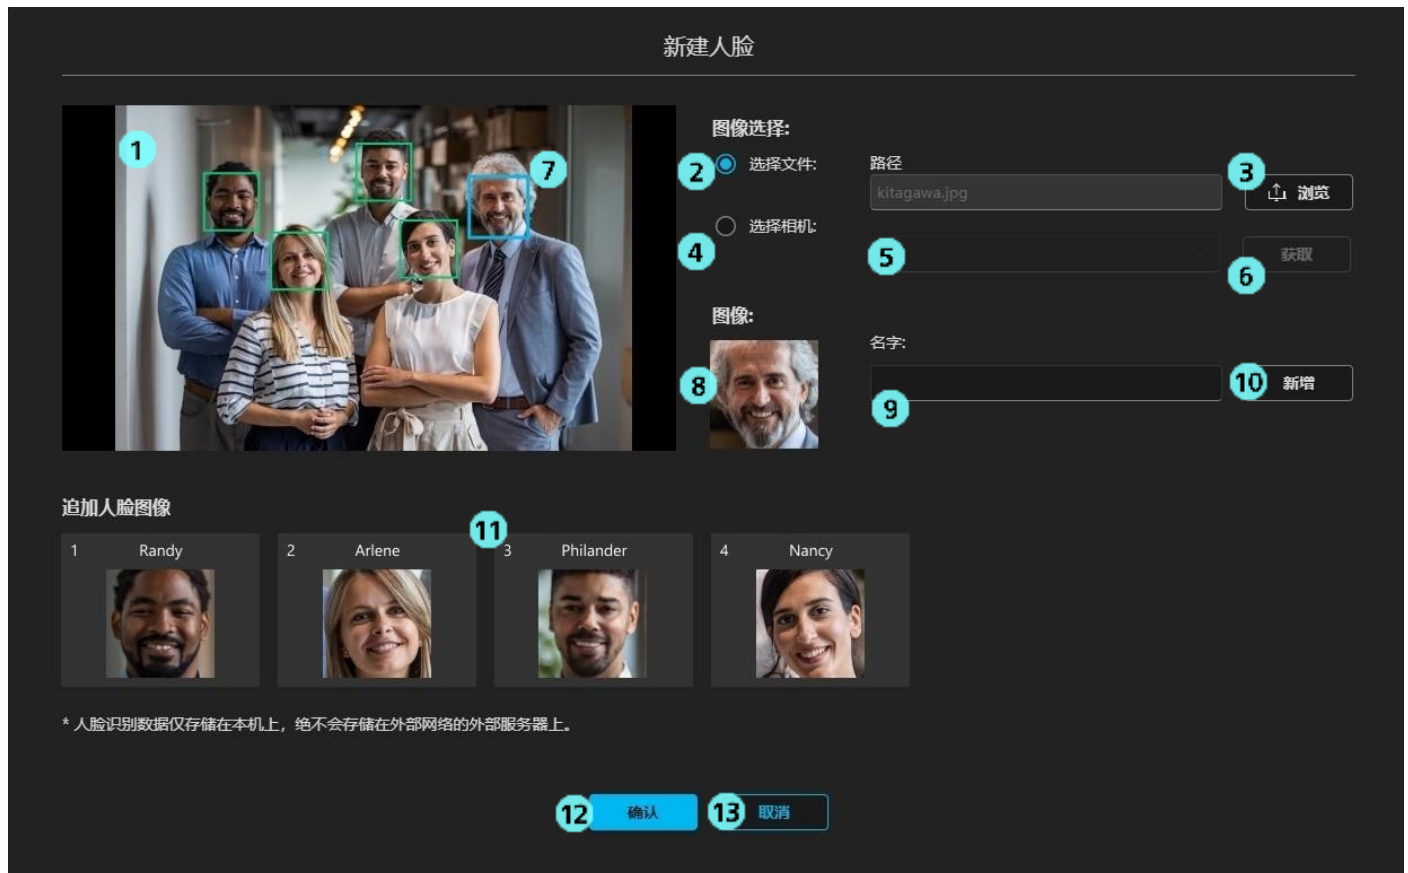 新建人脸
1
7
图像选择:
2 选择文件:
路径
kitagawa.jpg
3 浏览
4 选择相机:
5
6 获取
图像:
8
名字:
9
10 新增
追加人脸图像
11
1 Randy
2 Arlene
3 Philander
4 Nancy
* 人脸识别数据仅存储在本机上，绝不会存储在外部网络的外部服务器上。
12 确认
13 取消